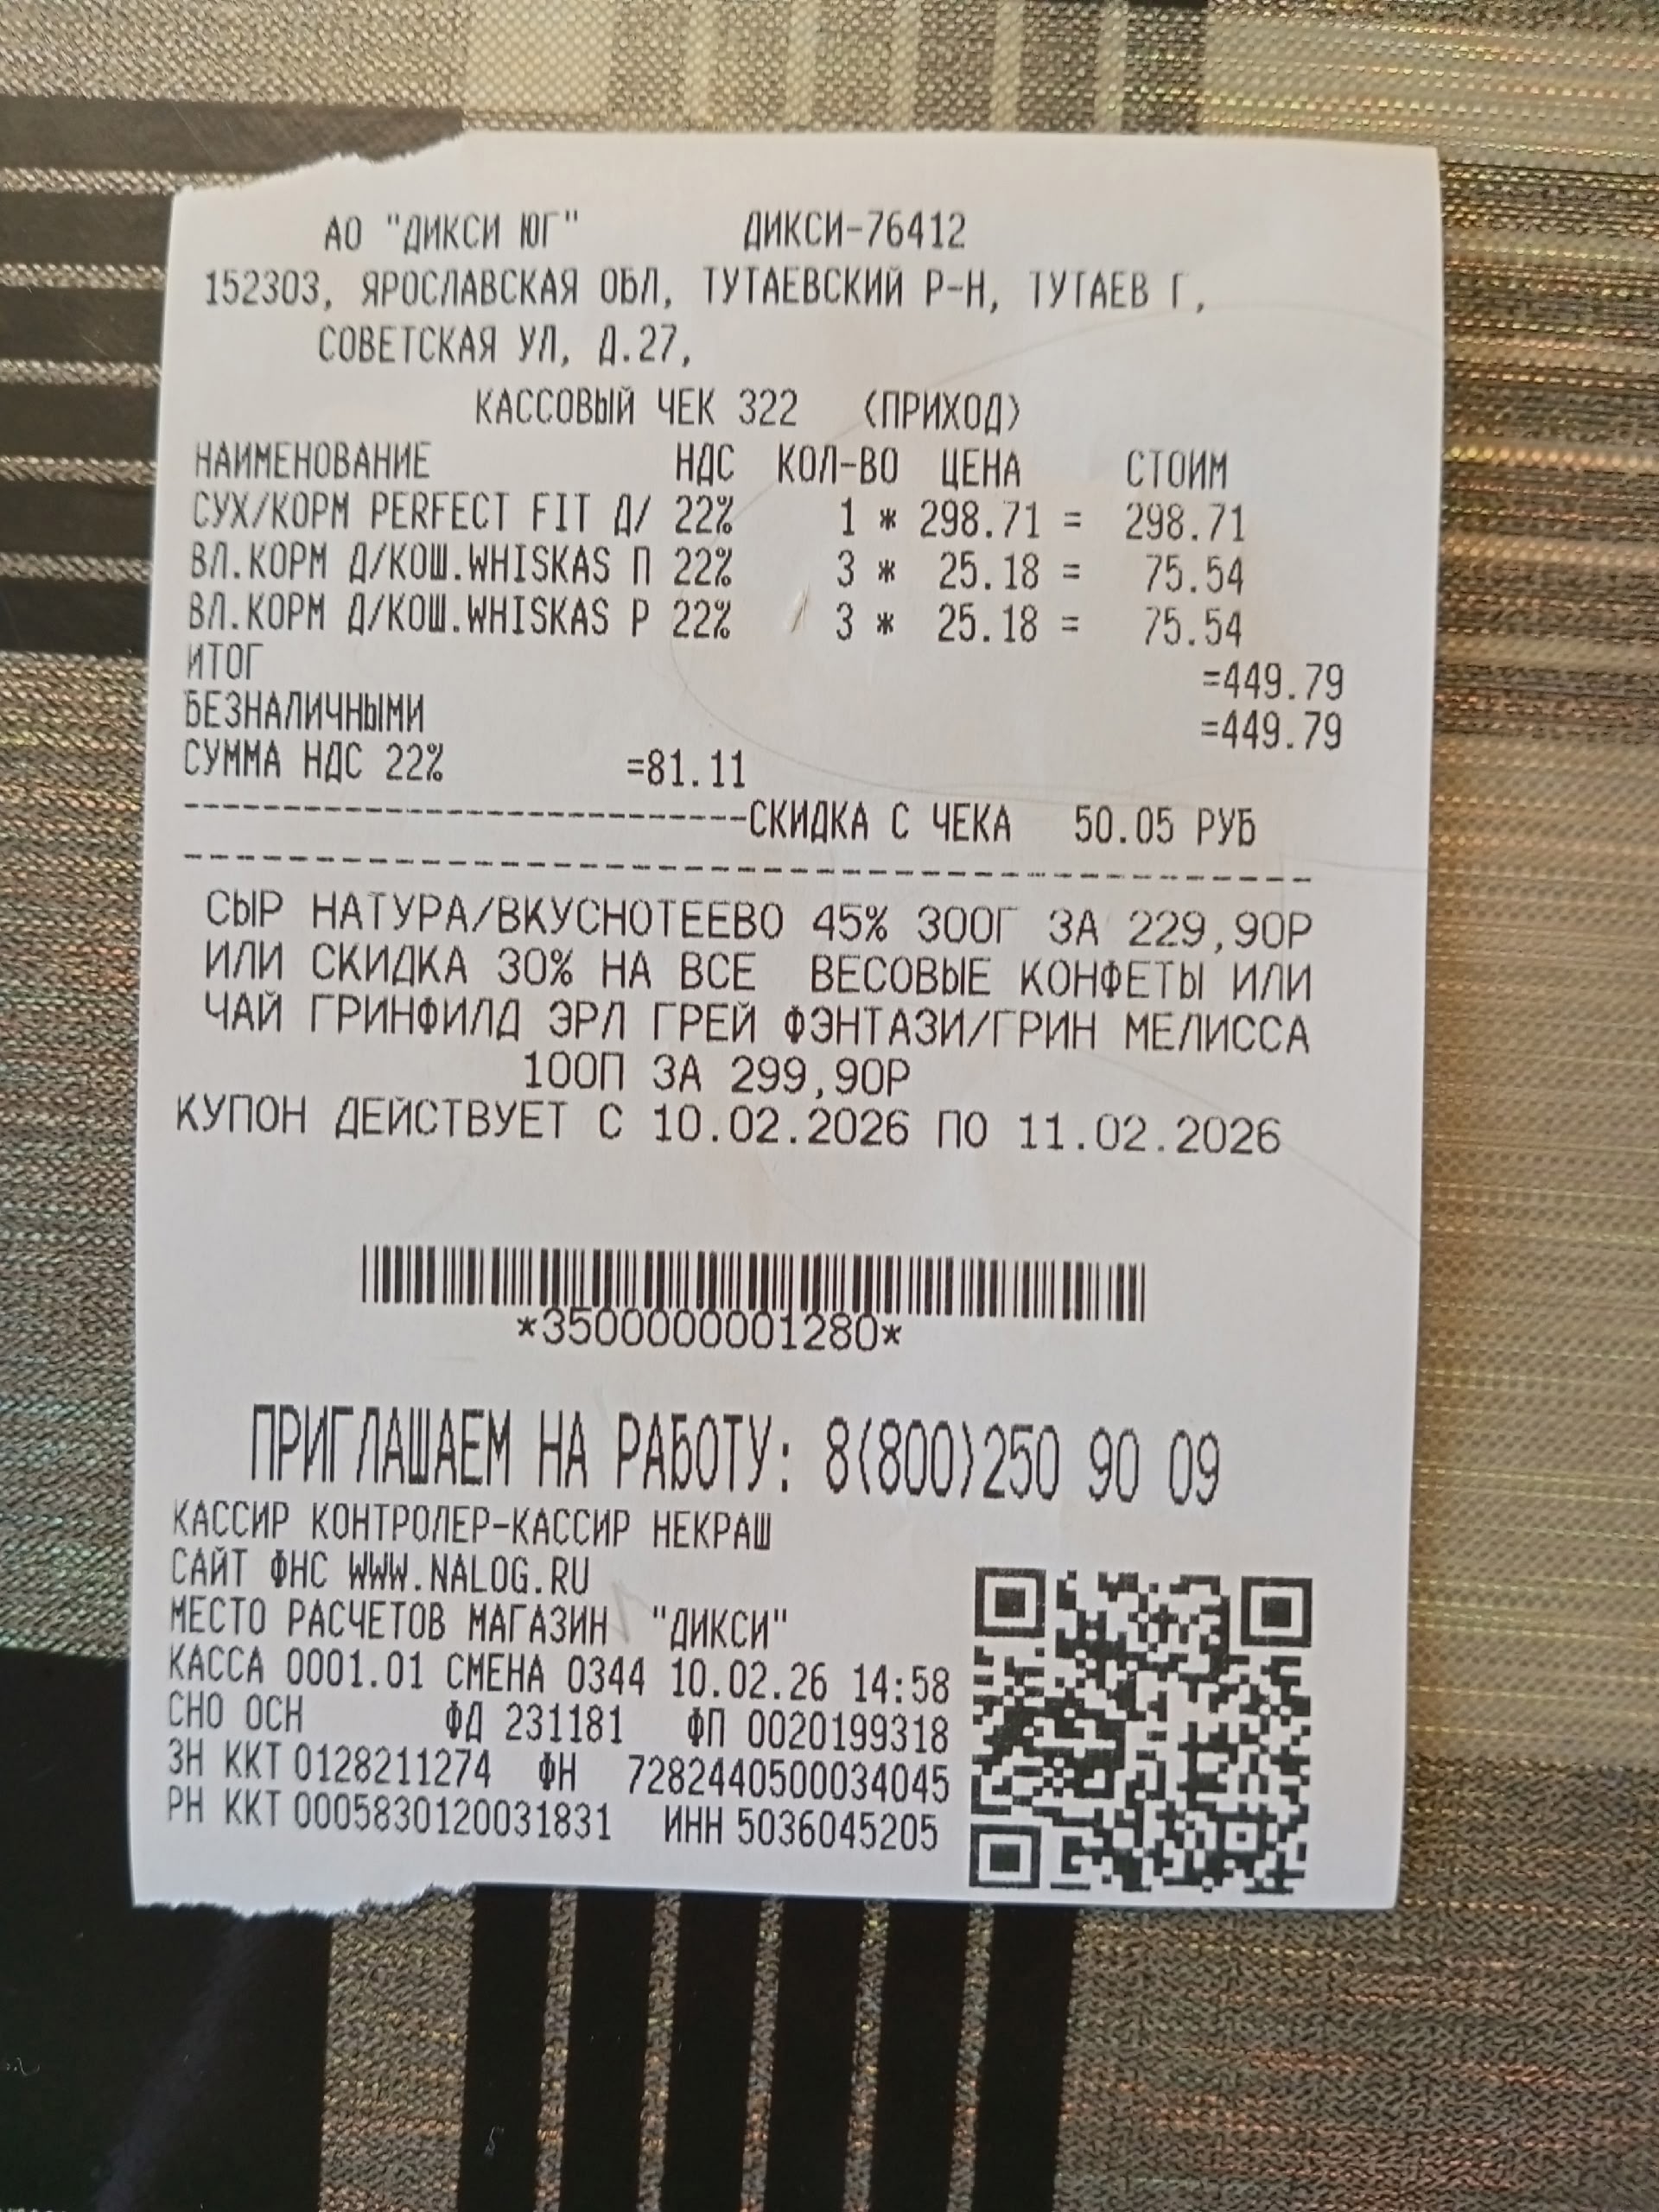 АО "ДИКСИ ЮГ" ДИКСИ-76412
152303, ЯРОСЛАВСКАЯ ОБЛ, ТУТАЕВСКИЙ Р-Н, ТУТАЕВ Г,
СОВЕТСКАЯ УЛ, Д.27,
КАССОВЫЙ ЧЕК 322 (ПРИХОД)
НАИМЕНОВАНИЕ НДС КОЛ-ВО ЦЕНА СТОИМ
СУХ/КОРМ PERFECT FIT Д/ 22% 1 * 298.71 = 298.71
ВЛ.КОРМ Д/КОШ.WHISKAS П 22% 3 * 25.18 = 75.54
ВЛ.КОРМ Д/КОШ.WHISKAS Р 22% 3 * 25.18 = 75.54
ИТОГ =449.79
БЕЗНАЛИЧНЫМИ =449.79
СУММА НДС 22% =81.11
---------------------------СКИДКА С ЧЕКА 50.05 РУБ
------------------------------------------------
СЫР НАТУРА/ВКУСНОТЕЕВО 45% 300Г ЗА 229,90Р
ИЛИ СКИДКА 30% НА ВСЕ ВЕСОВЫЕ КОНФЕТЫ ИЛИ
ЧАЙ ГРИНФИЛД ЭРЛ ГРЕЙ ФЭНТАЗИ/ГРИН МЕЛИССА
100П ЗА 299,90Р
КУПОН ДЕЙСТВУЕТ С 10.02.2026 ПО 11.02.2026
*3500000001280*
ПРИГЛАШАЕМ НА РАБОТУ: 8(800)250 90 09
КАССИР КОНТРОЛЕР-КАССИР НЕКРАШ
САЙТ ФНС WWW.NALOG.RU
МЕСТО РАСЧЕТОВ МАГАЗИН "ДИКСИ"
КАССА 0001.01 СМЕНА 0344 10.02.26 14:58
СНО ОСН ФД 231181 ФП 0020199318
ЗН ККТ 0128211274 ФН 7282440500034045
РН ККТ 0005830120031831 ИНН 5036045205